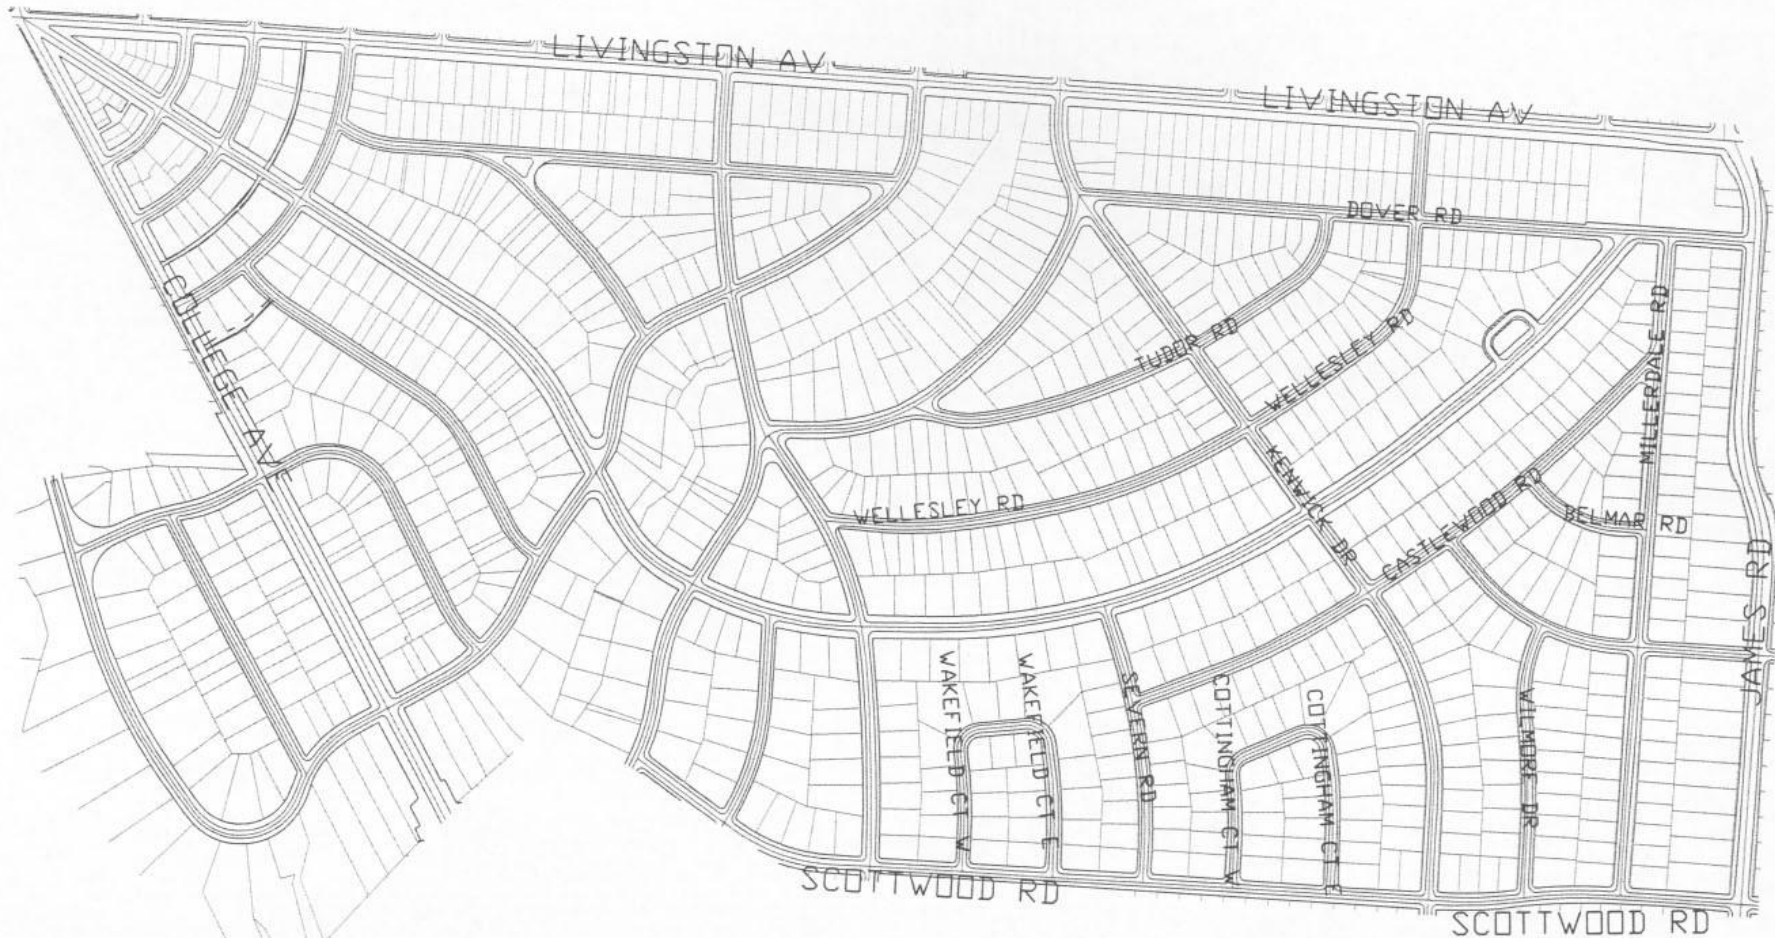 LIVINGSTON AV
LIVINGSTON AV
DOVER RD
COLLEGE AVE
TUDOR RD
WELLESLEY RD
MILLERDALE RD
WELLESLEY RD
KENWICK DR
CASTLEWOOD RD
BELMAR RD
JAMES RD
WAKEFIELD CT W
WAKEFIELD CT E
SEVERN RD
COTTINGHAM CT W
COTTINGHAM CT E
WILMORE DR
SCOTTWOOD RD
SCOTTWOOD RD